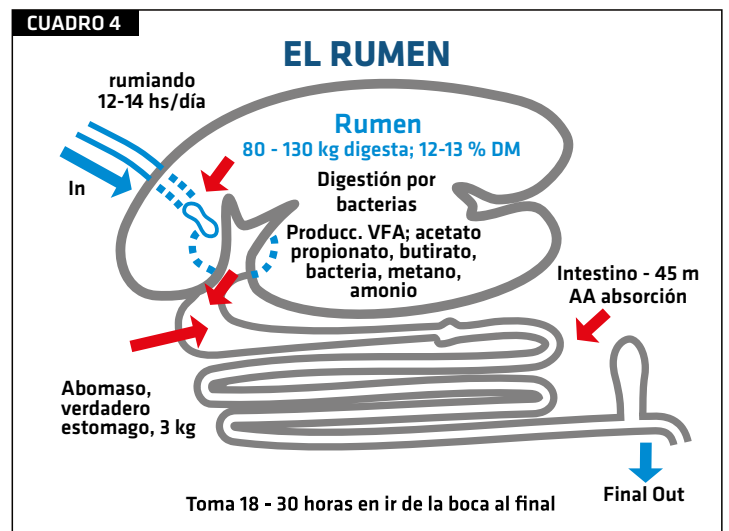 CUADRO 4
EL RUMEN
rumiando
12-14 hs/día
In
Rumen
80 - 130 kg digesta; 12-13 % DM
Digestión por
bacterias
Producc. VFA; acetato
propionato, butirato,
bacteria, metano,
amonio
Intestino - 45 m
AA absorción
Abomaso,
verdadero
estomago, 3 kg
Final Out
Toma 18 - 30 horas en ir de la boca al final